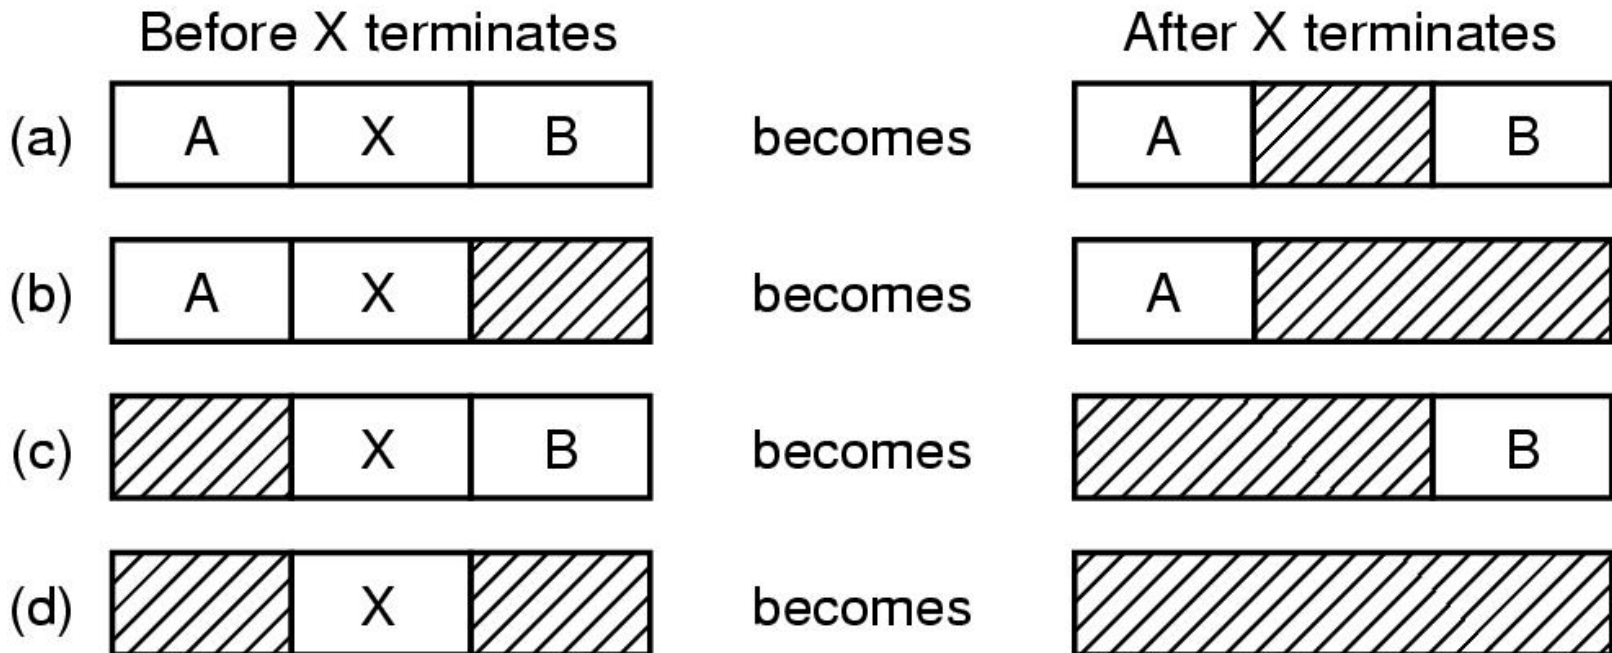 Before X terminates After X terminates
(a) A X B becomes A B
(b) A X becomes A
(c) X B becomes B
(d) X becomes